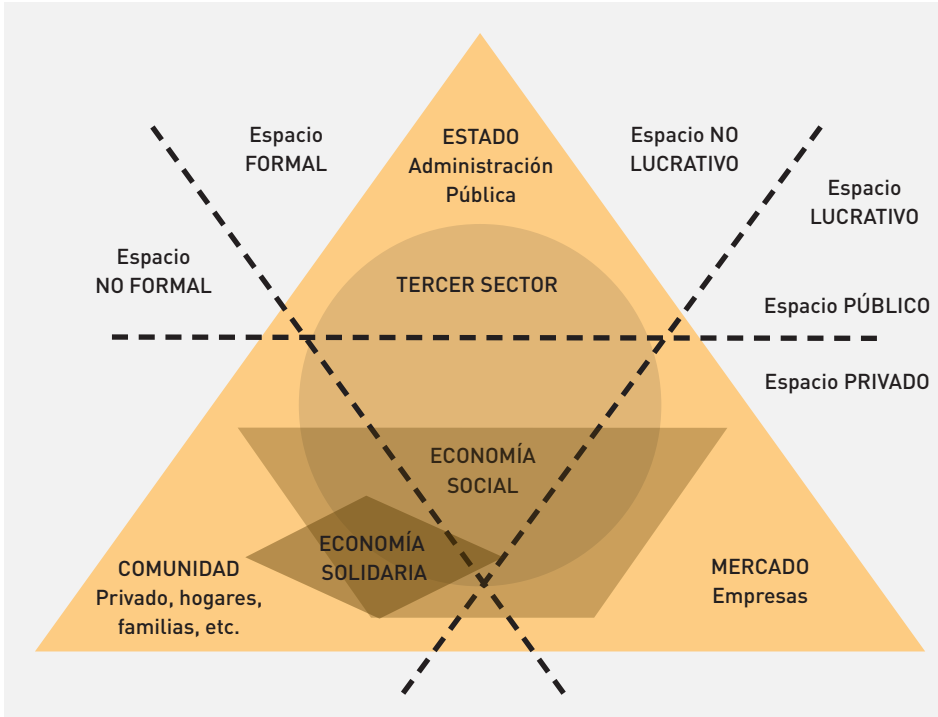 Espacio
FORMAL
ESTADO
Administración
Pública
Espacio NO
LUCRATIVO
Espacio
LUCRATIVO
Espacio
NO FORMAL
TERCER SECTOR
Espacio PÚBLICO
Espacio PRIVADO
ECONOMÍA
SOCIAL
ECONOMÍA
SOLIDARIA
COMUNIDAD
Privado, hogares,
familias, etc.
MERCADO
Empresas